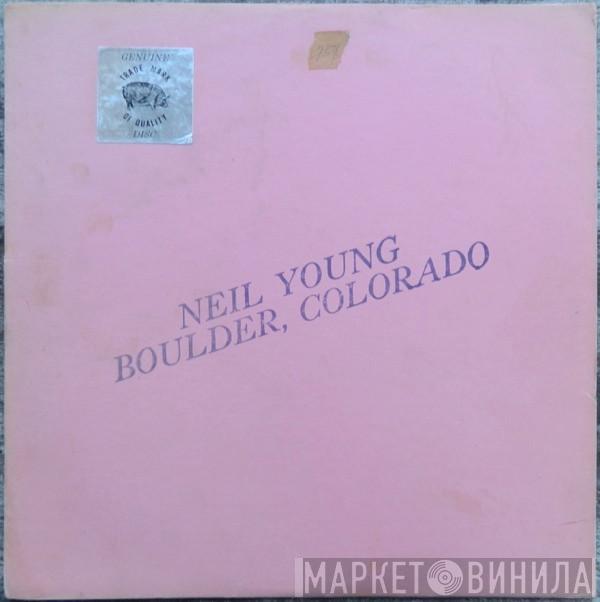 GENUINE
TRADE MARK
OF QUALITY
DISC
NEIL YOUNG
BOULDER, COLORADO
МАРКЕТ ВИНИЛА